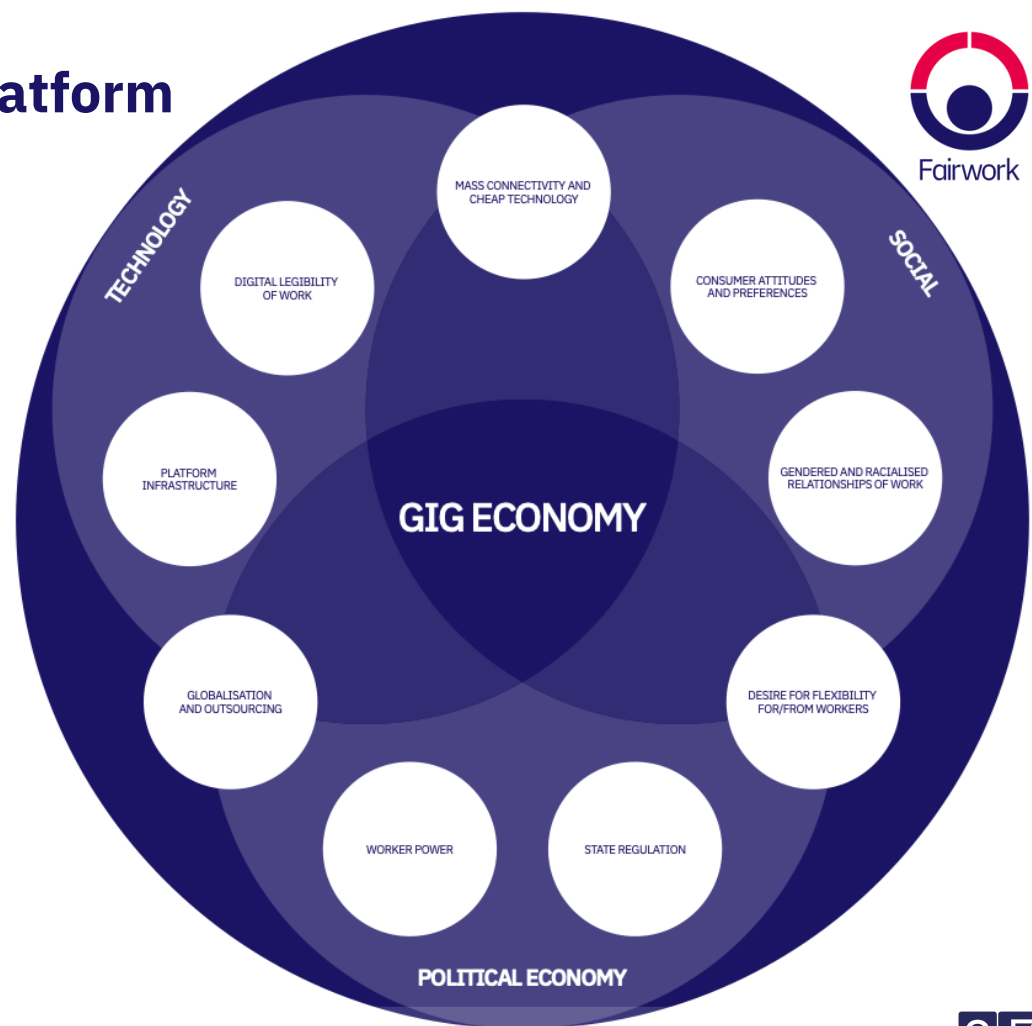 atform
Fairwork
TECHNOLOGY
SOCIAL
MASS CONNECTIVITY AND
CHEAP TECHNOLOGY
DIGITAL LEGIBILITY
OF WORK
CONSUMER ATTITUDES
AND PREFERENCES
PLATFORM
INFRASTRUCTURE
GENDERED AND RACIALISED
RELATIONSHIPS OF WORK
GIG ECONOMY
GLOBALISATION
AND OUTSOURCING
DESIRE FOR FLEXIBILITY
FOR/FROM WORKERS
WORKER POWER
STATE REGULATION
POLITICAL ECONOMY